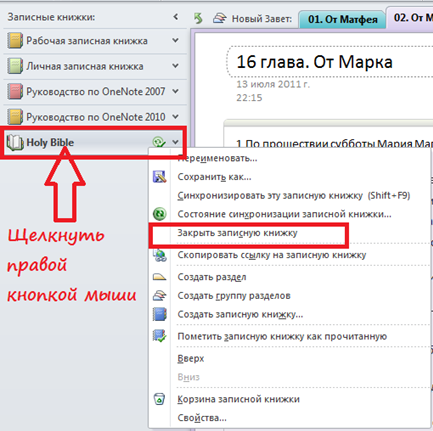 Записные книжки:
Рабочая записная книжка
Личная записная книжка
Руководство по OneNote 2007
Руководство по OneNote 2010
Holy Bible
Щелкнуть
правой
кнопкой мыши
Новый Завет:
01. От Матфея
02. От М
16 глава. От Марка
13 июля 2011 г.
22:15
1 По прошествии субботы Мария Маг
Переименовать...
Сохранить как...
Синхронизировать эту записную книжку (Shift+F9)
Состояние синхронизации записной книжки...
Закрыть записную книжку
Скопировать ссылку на записную книжку
Создать раздел
Создать группу разделов
Создать записную книжку...
Пометить записную книжку как прочитанную
Вверх
Вниз
Корзина записной книжки
Свойства...